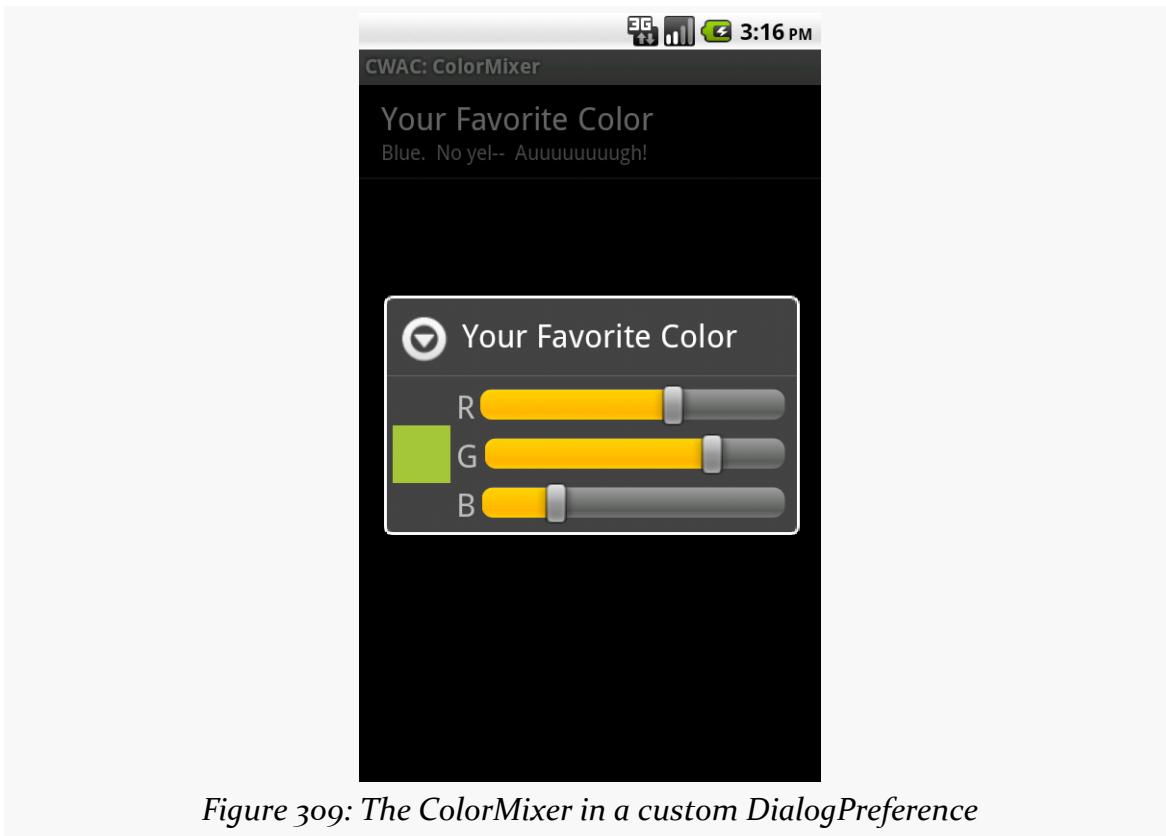 3G 3:16 PM
CWAC: ColorMixer
Your Favorite Color
Blue.  No yel--  Auuuuuuuugh!
Your Favorite Color
R
G
B
Figure 309: The ColorMixer in a custom DialogPreference